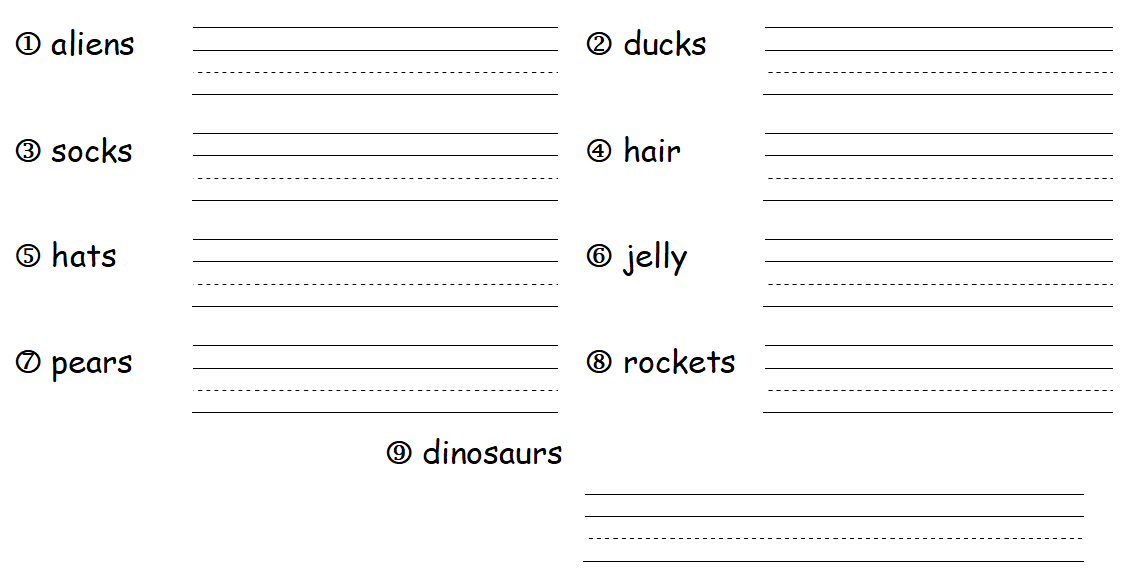 ① aliens
② ducks
③ socks
④ hair
⑤ hats
⑥ jelly
⑦ pears
⑧ rockets
⑨ dinosaurs